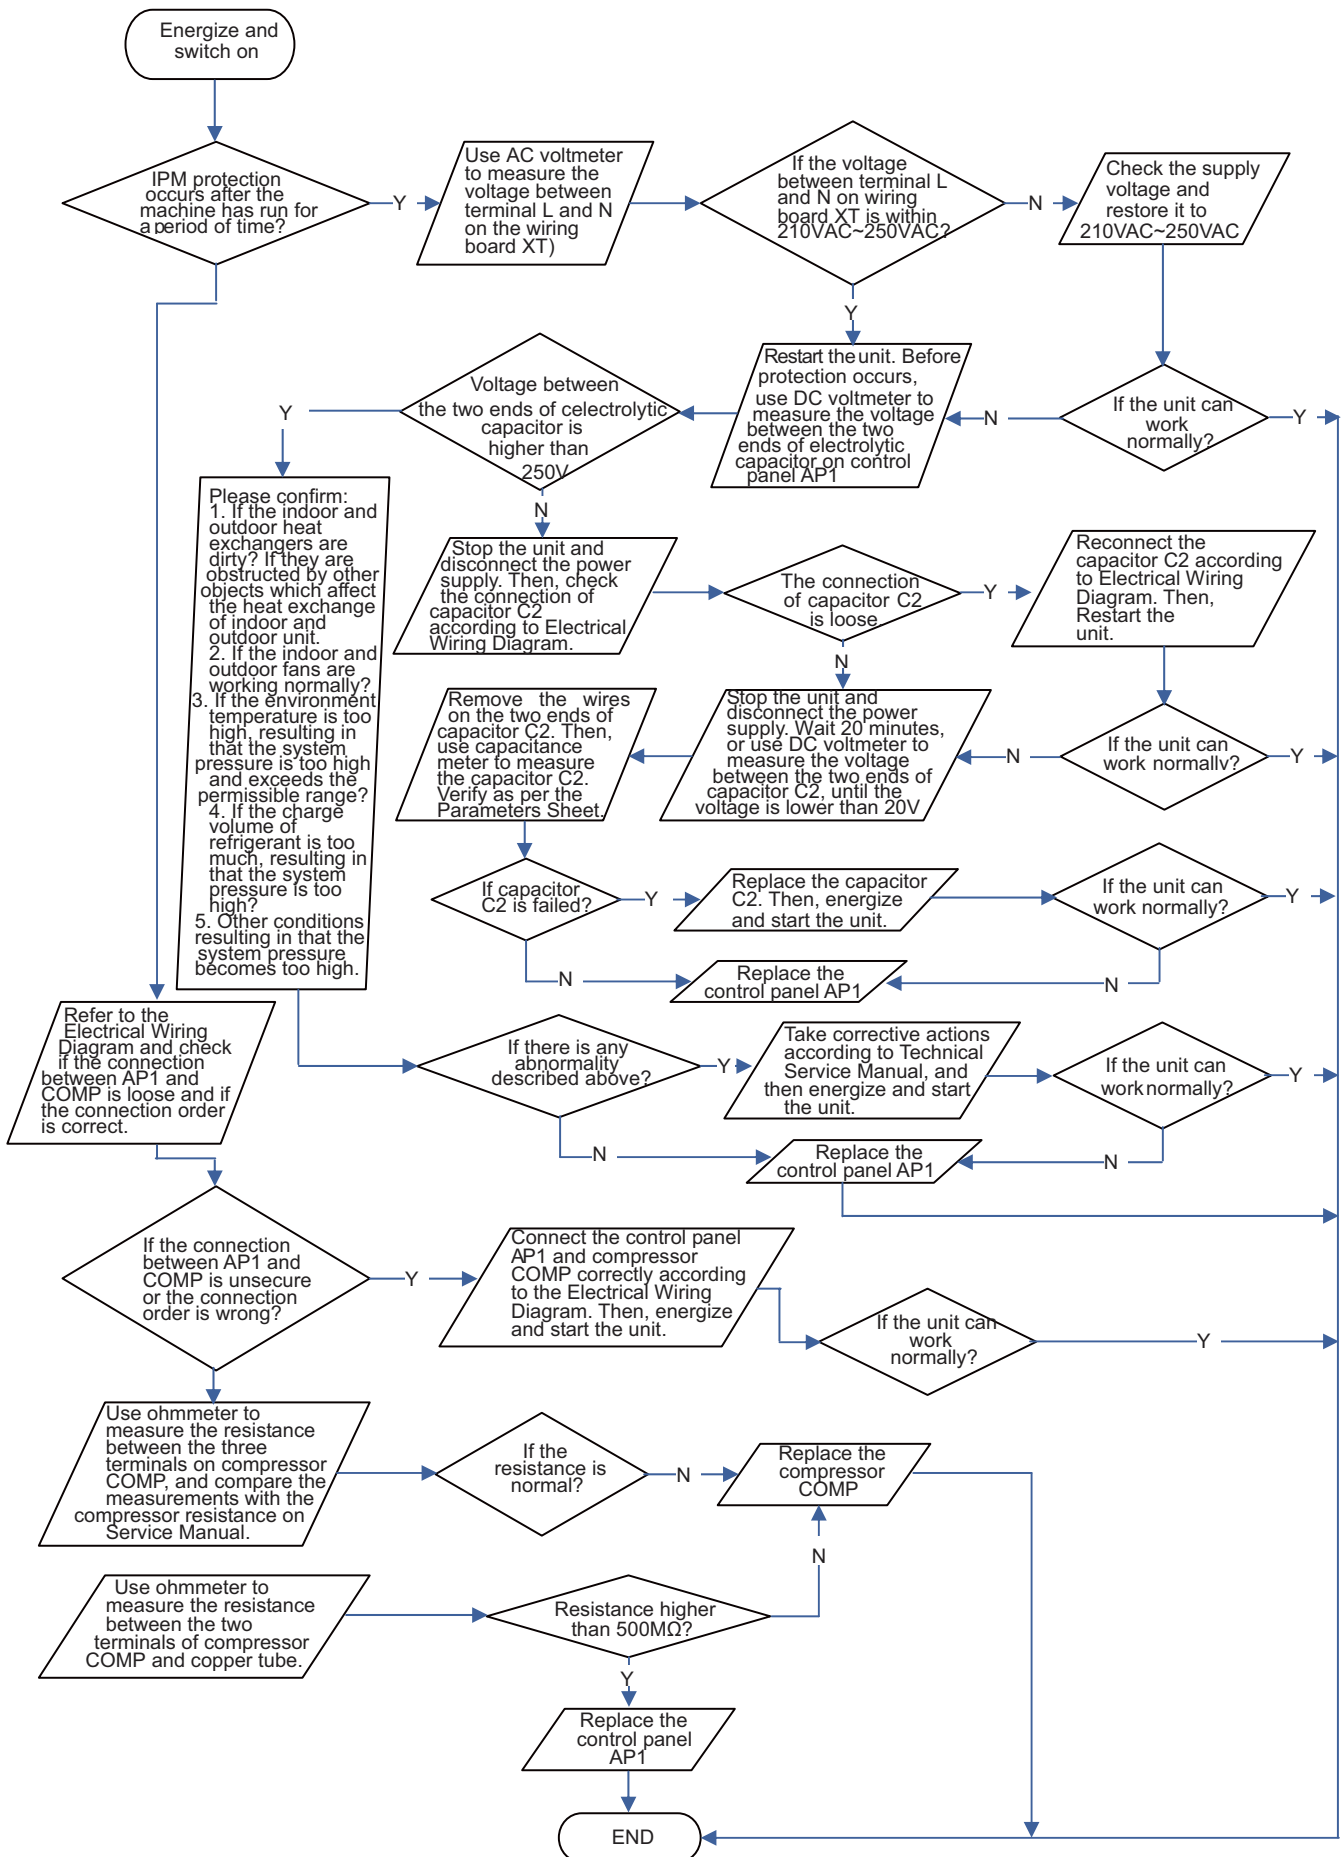 Energize and
switch on
IPM protection
occurs after the
machine has run for
a period of time?
Y
Use AC voltmeter
to measure the
voltage between
terminal L and N
on the wiring
board XT)
If the voltage
between terminal L
and N on wiring
board XT is within
210VAC~250VAC?
N
Check the supply
voltage and
restore it to
210VAC~250VAC
Y
Voltage between
the two ends of celectrolytic
capacitor is
higher than
250V
Y
Restart the unit. Before
protection occurs,
use DC voltmeter to
measure the voltage
between the two
ends of electrolytic
capacitor on control
panel AP1
N
If the unit can
work
normally?
Y
N
Please confirm:
1. If the indoor and
outdoor heat
exchangers are
dirty? If they are
obstructed by other
objects which affect
the heat exchange
of indoor and
outdoor unit.
2. If the indoor and
outdoor fans are
working normally?
3. If the environment
temperature is too
high, resulting in
that the system
pressure is too high
and exceeds the
permissible range?
4. If the charge
volume of
refrigerant is too
much, resulting in
that the system
pressure is too
high?
5. Other conditions
resulting in that the
system pressure
becomes too high.
Stop the unit and
disconnect the power
supply. Then, check
the connection of
capacitor C2
according to Electrical
Wiring Diagram.
The connection
of capacitor C2
is loose
Y
Reconnect the
capacitor C2 according
to Electrical Wiring
Diagram. Then,
Restart the
unit.
N
Remove the wires
on the two ends of
capacitor C2. Then,
use capacitance
meter to measure
the capacitor C2.
Verify as per the
Parameters Sheet.
Stop the unit and
disconnect the power
supply. Wait 20 minutes,
or use DC voltmeter to
measure the voltage
between the two ends of
capacitor C2, until the
voltage is lower than 20V
N
If the unit can
work normally?
Y
If capacitor
C2 is failed?
Y
Replace the capacitor
C2. Then, energize
and start the unit.
If the unit can
work normally?
Y
N
Replace the
control panel AP1
N
Refer to the
Electrical Wiring
Diagram and check
if the connection
between AP1 and
COMP is loose and if
the connection order
is correct.
If there is any
abnormality
described above?
Y
Take corrective actions
according to Technical
Service Manual, and
then energize and start
the unit.
If the unit can
work normally?
Y
N
Replace the
control panel AP1
N
If the connection
between AP1 and
COMP is unsecure
or the connection
order is wrong?
Y
Connect the control panel
AP1 and compressor
COMP correctly according
to the Electrical Wiring
Diagram. Then, energize
and start the unit.
If the unit can
work
normally?
Y
Use ohmmeter to
measure the resistance
between the three
terminals on compressor
COMP, and compare the
measurements with the
compressor resistance on
Service Manual.
If the
resistance is
normal?
N
Replace the
compressor
COMP
N
Use ohmmeter to
measure the resistance
between the two
terminals of compressor
COMP and copper tube.
Resistance higher
than 500MΩ?
Y
Replace the
control panel
AP1
END